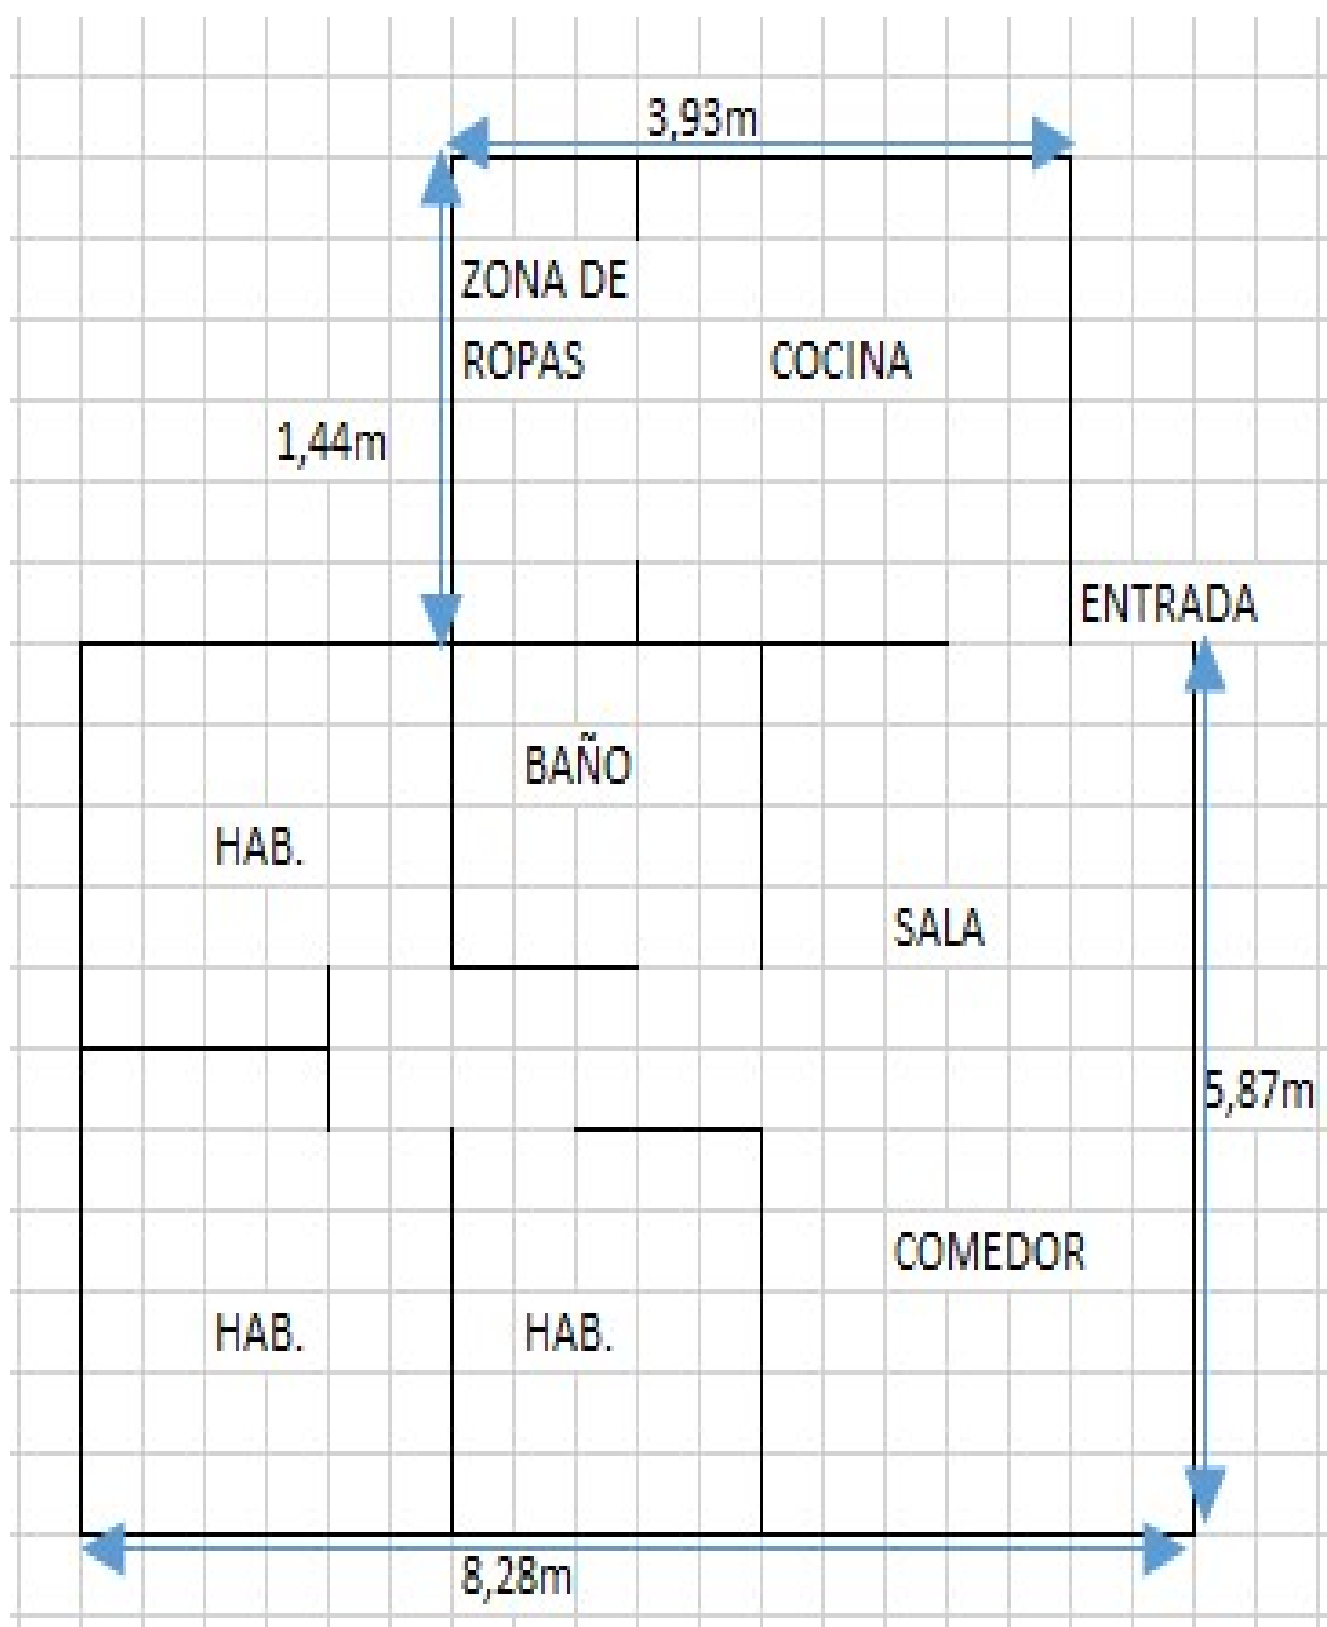 3,93m
ZONA DE
ROPAS
COCINA
1,44m
ENTRADA
BAÑO
HAB.
SALA
5,87m
COMEDOR
HAB.
HAB.
8,28m